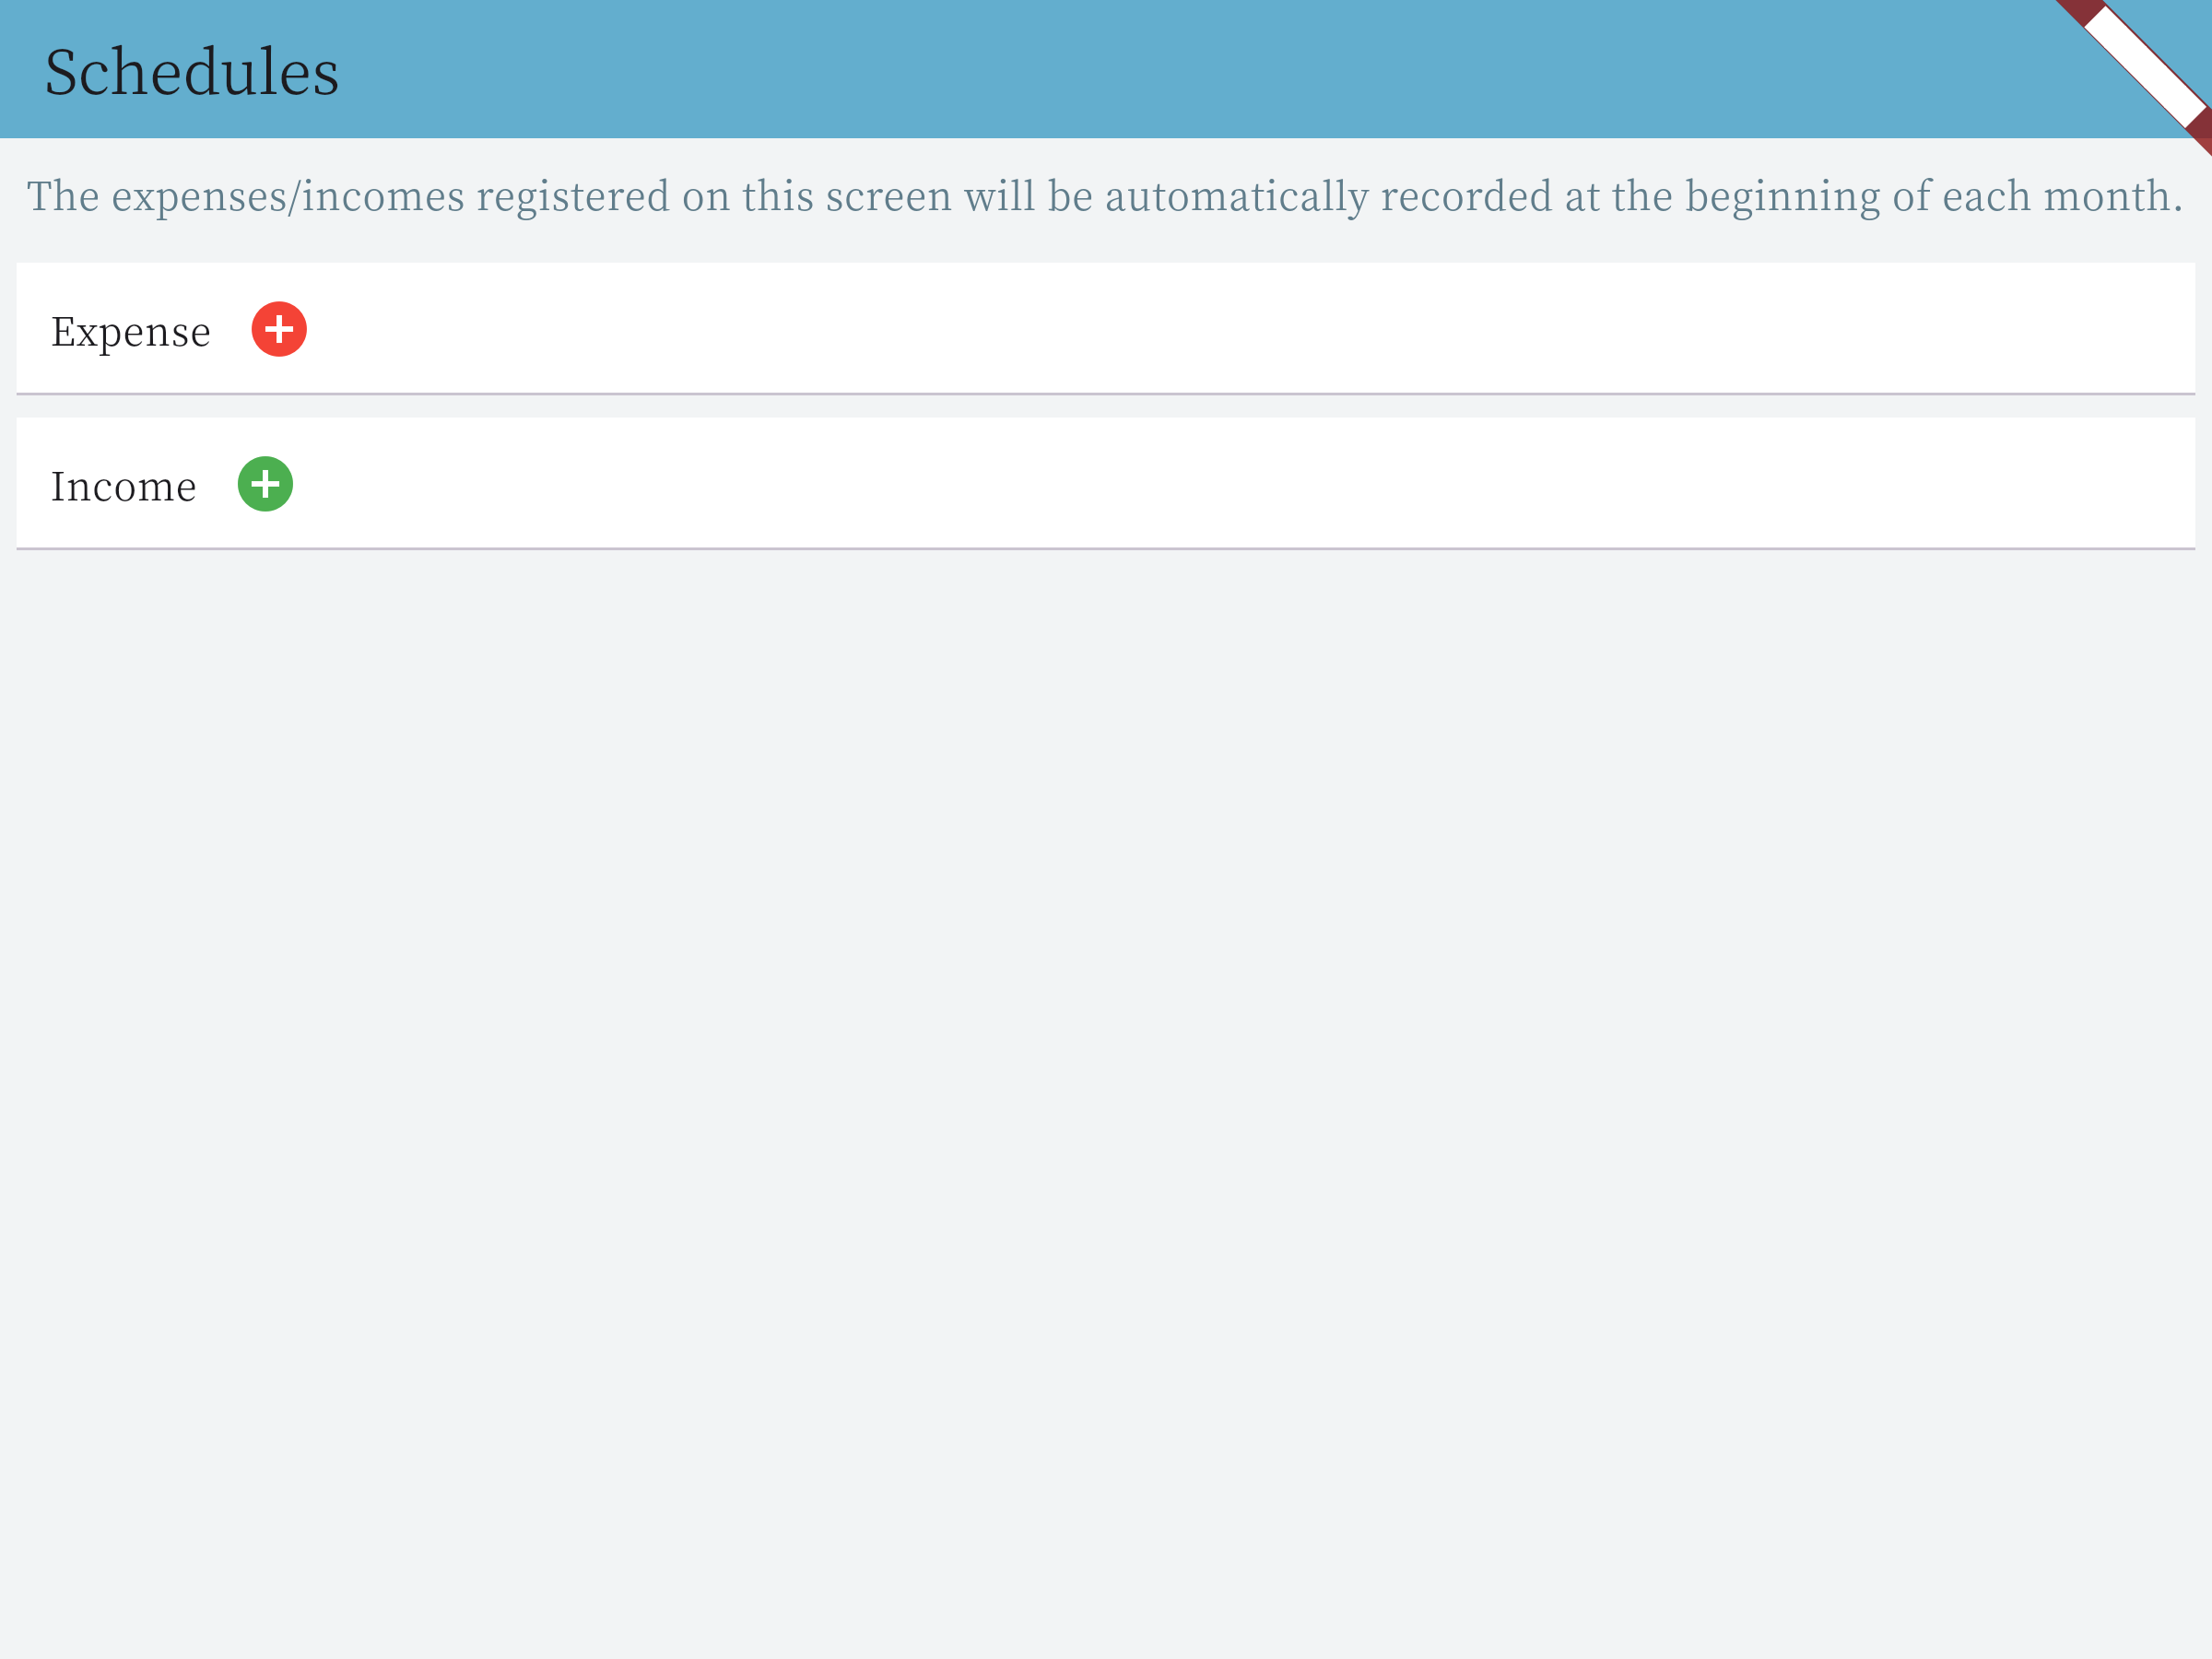 Schedules
The expenses/incomes registered on this screen will be automatically recorded at the beginning of each month.
Expense
Income